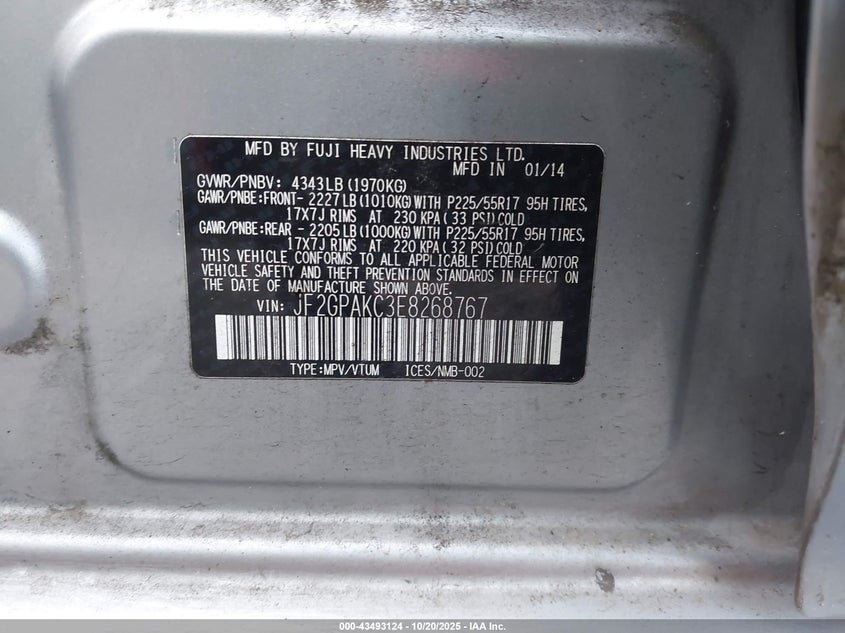 MFD BY FUJI HEAVY INDUSTRIES LTD.
MFD IN 01/14
GVWR/PNBV: 4343LB (1970KG)
GAWR/PNBE:FRONT- 2227LB (1010KG) WITH P225/55R17 95H TIRES,
17X7J RIMS AT 230 KPA( 33 PSI) COLD
GAWR/PNBE:REAR - 2205LB (1000KG) WITH P225/55R17 95H TIRES,
17X7J RIMS AT 220 KPA( 32 PSI) COLD
THIS VEHICLE CONFORMS TO ALL APPLICABLE FEDERAL MOTOR
VEHICLE SAFETY AND THEFT PREVENTION STANDARDS IN EFFECT ON
THE DATE OF MANUFACTURE SHOWN ABOVE.
VIN: JF2GPAKC3E8268767
TYPE:MPV/VTUM ICES/NMB-002
000-43493124 - 10/20/2025 - IAA Inc.